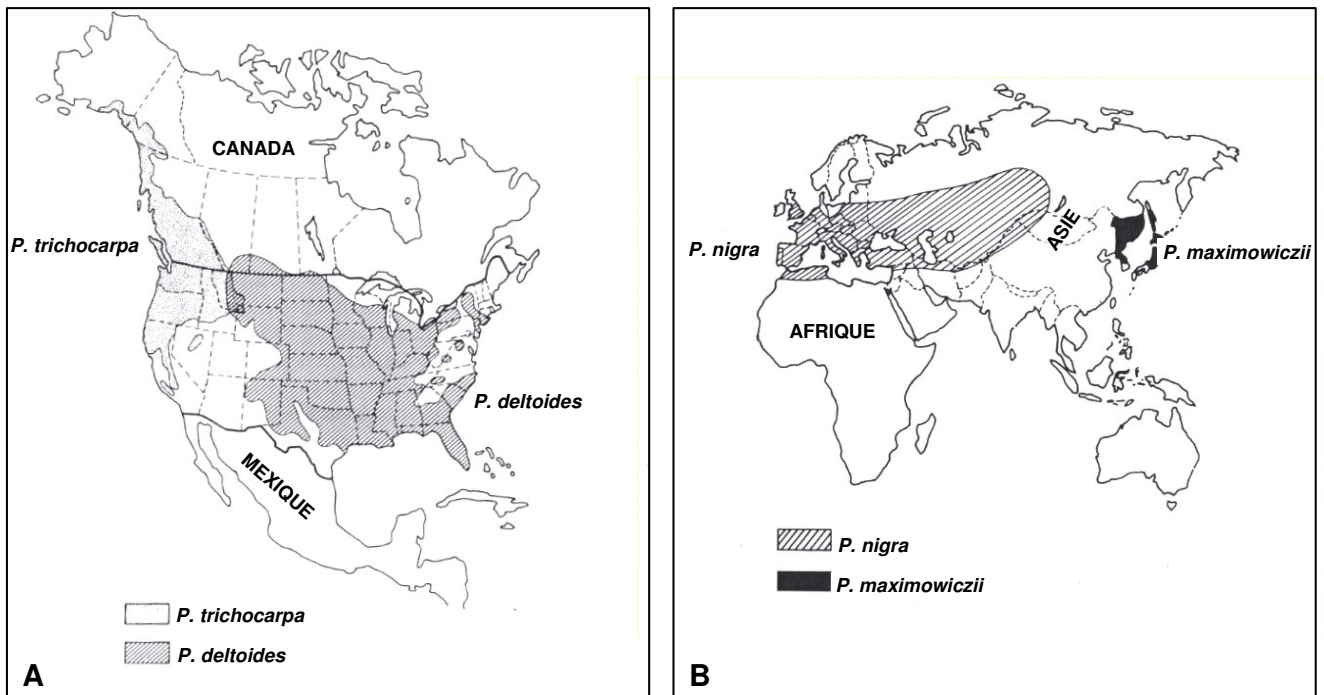 CANADA
P. trichocarpa
P. deltoides
MEXIQUE
P. trichocarpa
P. deltoides
A
P. nigra
ASIE
P. maximowiczii
AFRIQUE
P. nigra
P. maximowiczii
B